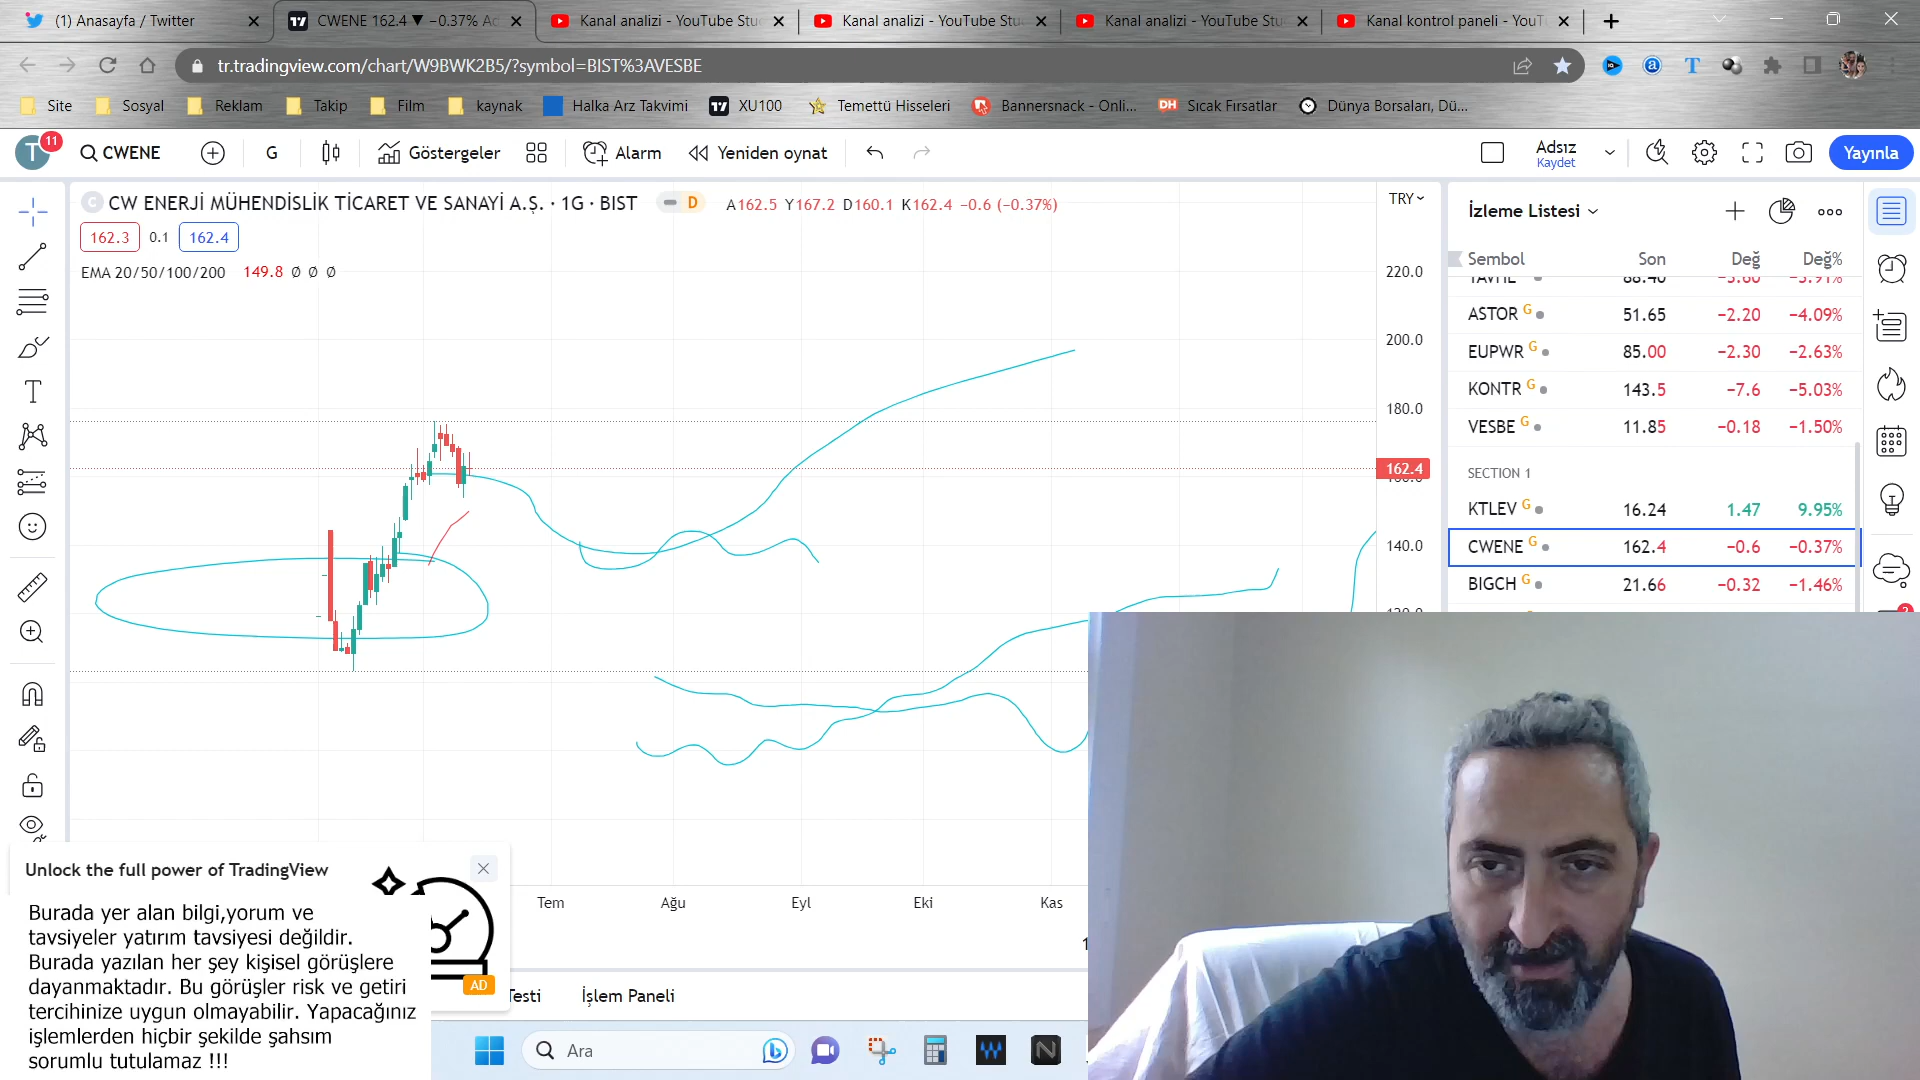 (1) Anasayfa / Twitter
CWENE 162.4 ▼ −0.37% Ad
Kanal analizi - YouTube Stu
Kanal analizi - YouTube Stu
Kanal analizi - YouTube Stu
Kanal kontrol paneli - YouT
tr.tradingview.com/chart/W9BWK2B5/?symbol=BIST%3AVESBE
Site
Sosyal
Reklam
Takip
Film
kaynak
Halka Arz Takvimi
XU100
Temettü Hisseleri
Bannersnack - Onli...
DH Sıcak Fırsatlar
Dünya Borsaları, Dü...
T 11
CWENE
G
Göstergeler
Alarm
Yeniden oynat
Adsız
Kaydet
Yayınla
C CW ENERJİ MÜHENDİSLİK TİCARET VE SANAYİ A.Ş. · 1G · BIST
D
A162.5 Y167.2 D160.1 K162.4 −0.6 (−0.37%)
162.3 0.1 162.4
EMA 20/50/100/200 149.8 Ø Ø Ø
TRY
220.0
200.0
180.0
162.4
140.0
İzleme Listesi
Sembol Son Değ Değ%
ASTOR G 51.65 −2.20 −4.09%
EUPWR G 85.00 −2.30 −2.63%
KONTR G 143.5 −7.6 −5.03%
VESBE G 11.85 −0.18 −1.50%
SECTION 1
KTLEV G 16.24 1.47 9.95%
CWENE G 162.4 −0.6 −0.37%
BIGCH G 21.66 −0.32 −1.46%
Tem
Ağu
Eyl
Eki
Kas
Unlock the full power of TradingView
AD
Burada yer alan bilgi,yorum ve
tavsiyeler yatırım tavsiyesi değildir.
Burada yazılan her şey kişisel görüşlere
dayanmaktadır. Bu görüşler risk ve getiri
tercihinize uygun olmayabilir. Yapacağınız
işlemlerden hiçbir şekilde şahsım
sorumlu tutulamaz !!!
Testi
İşlem Paneli
Ara